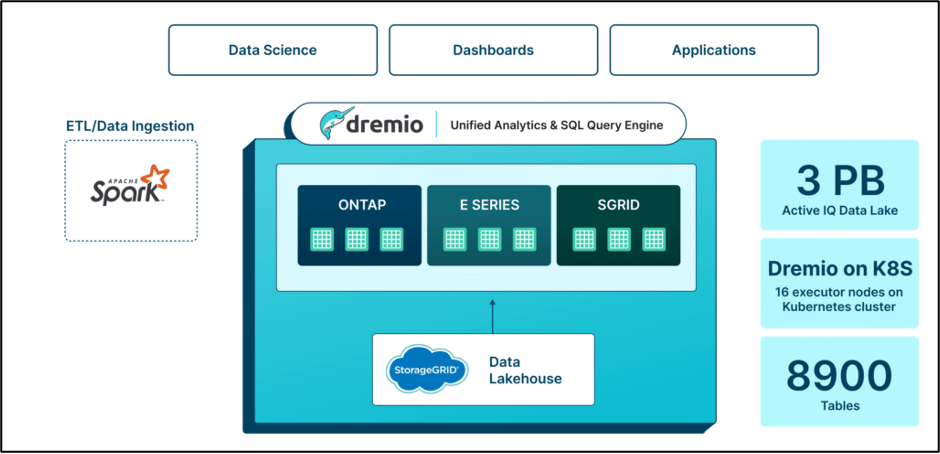 Data Science
Dashboards
Applications
ETL/Data Ingestion
APACHE
Spark™
dremio
Unified Analytics & SQL Query Engine
ONTAP
E SERIES
SGRID
StorageGRID®
Data
Lakehouse
3 PB
Active IQ Data Lake
Dremio on K8S
16 executor nodes on
Kubernetes cluster
8900
Tables